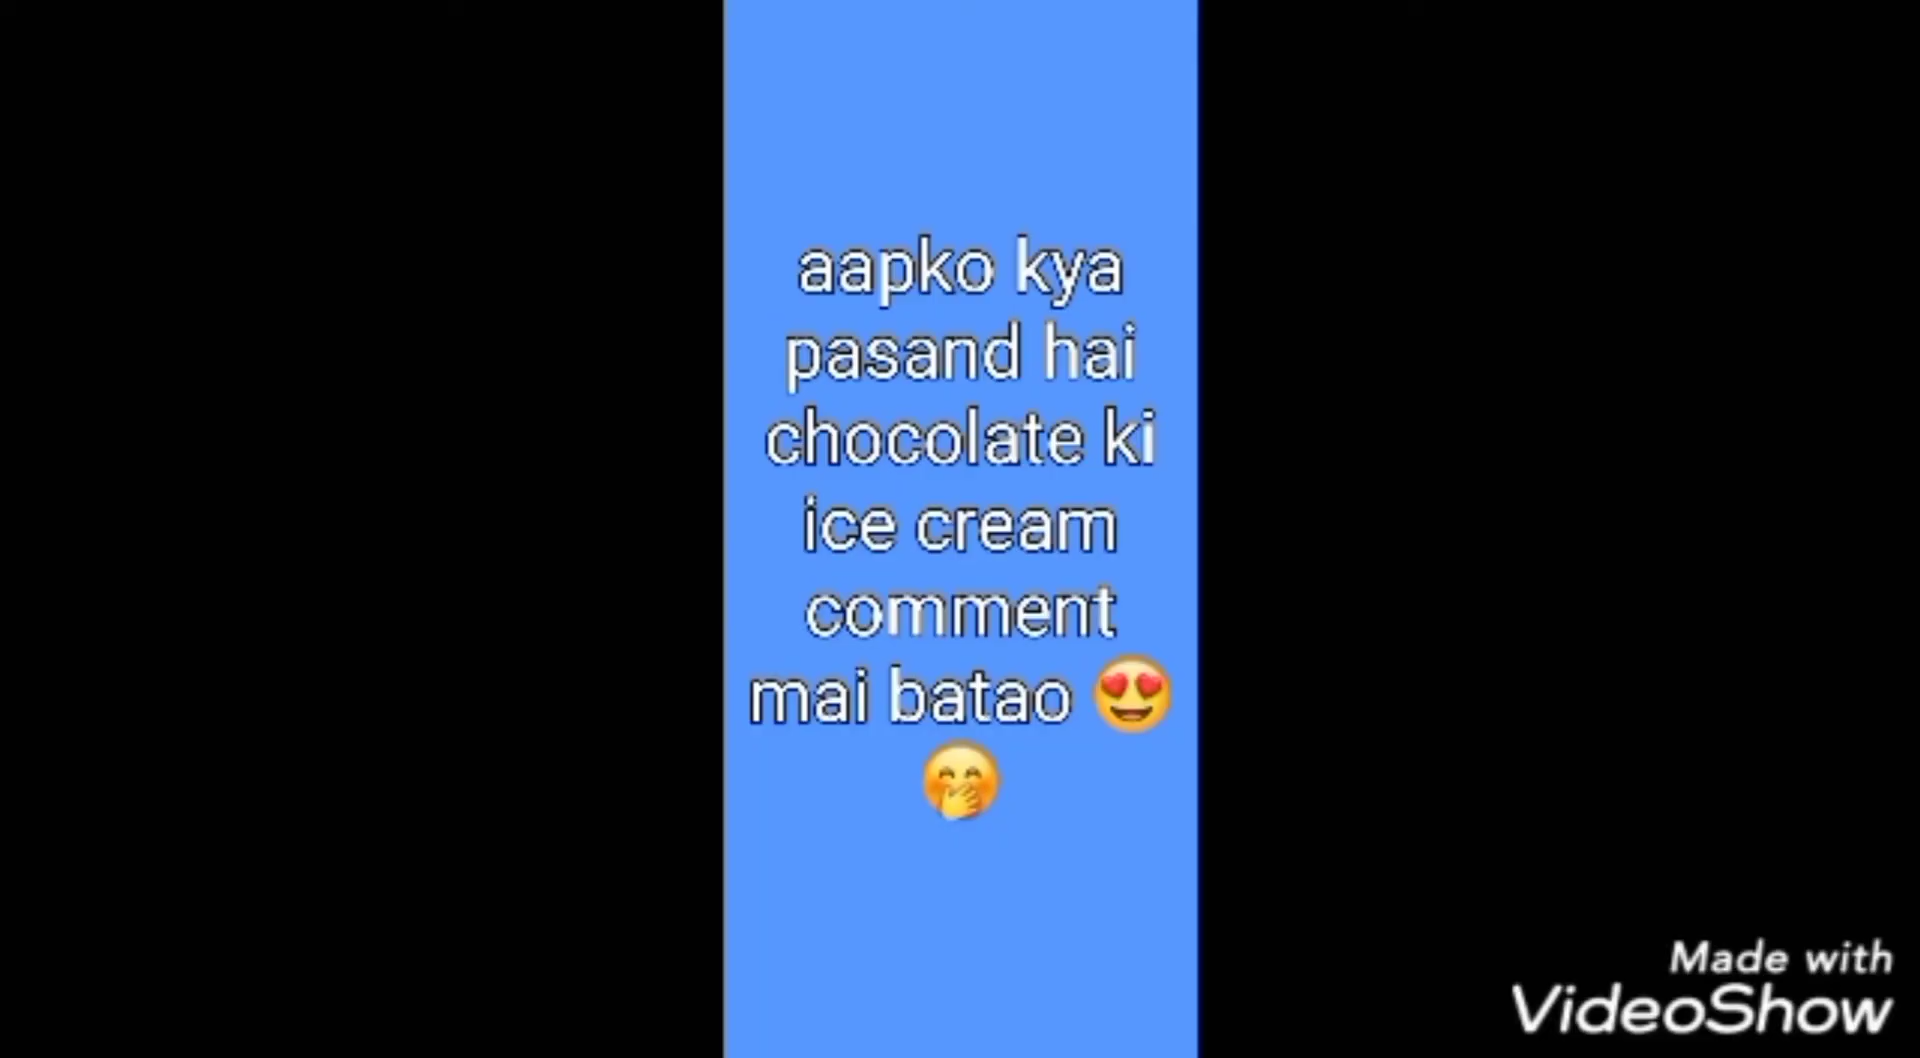 aapko kya
pasand hai
chocolate ki
ice cream
comment
mai batao 😍
🤭
Made with
VideoShow